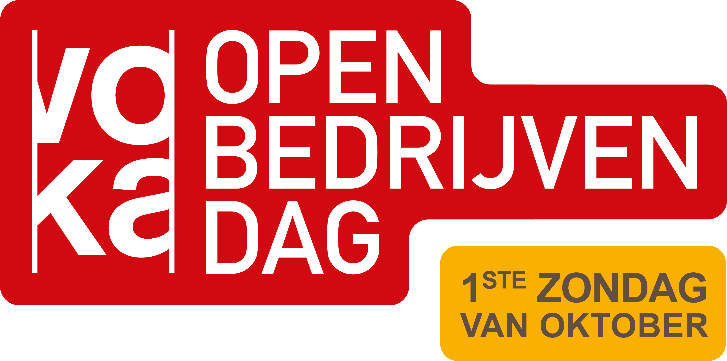 vo
ka
OPEN
BEDRIJVEN
DAG
1STE ZONDAG
VAN OKTOBER